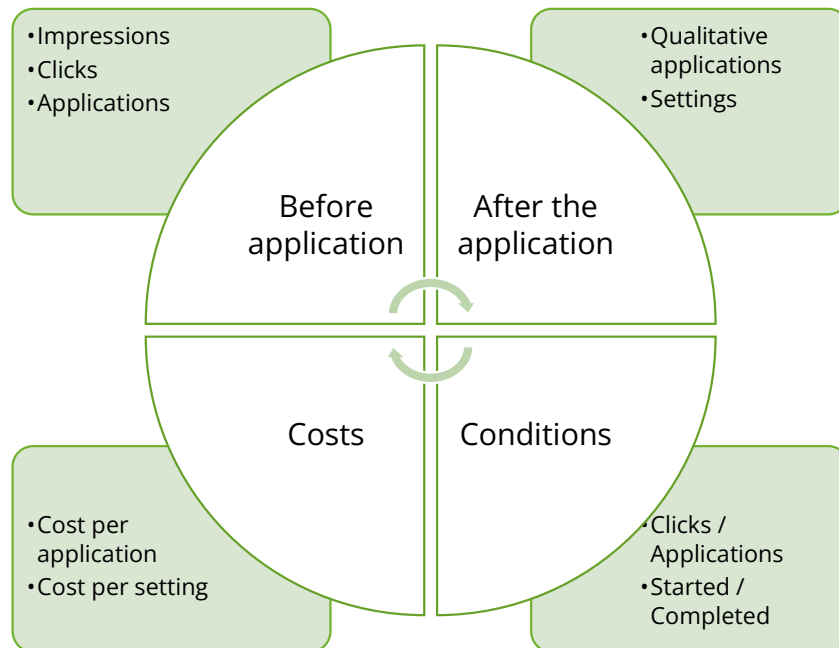 •Impressions
•Clicks
•Applications
•Qualitative
applications
•Settings
Before
application
After the
application
Costs
Conditions
•Cost per
application
•Cost per setting
•Clicks /
Applications
•Started /
Completed